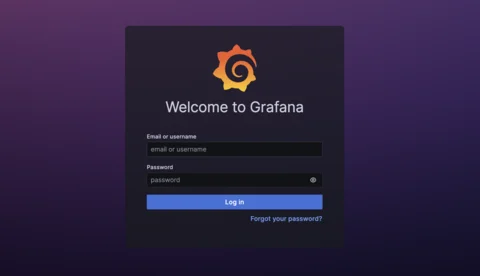 Welcome to Grafana
Email or username
email or username
Password
password
Log in
Forgot your password?